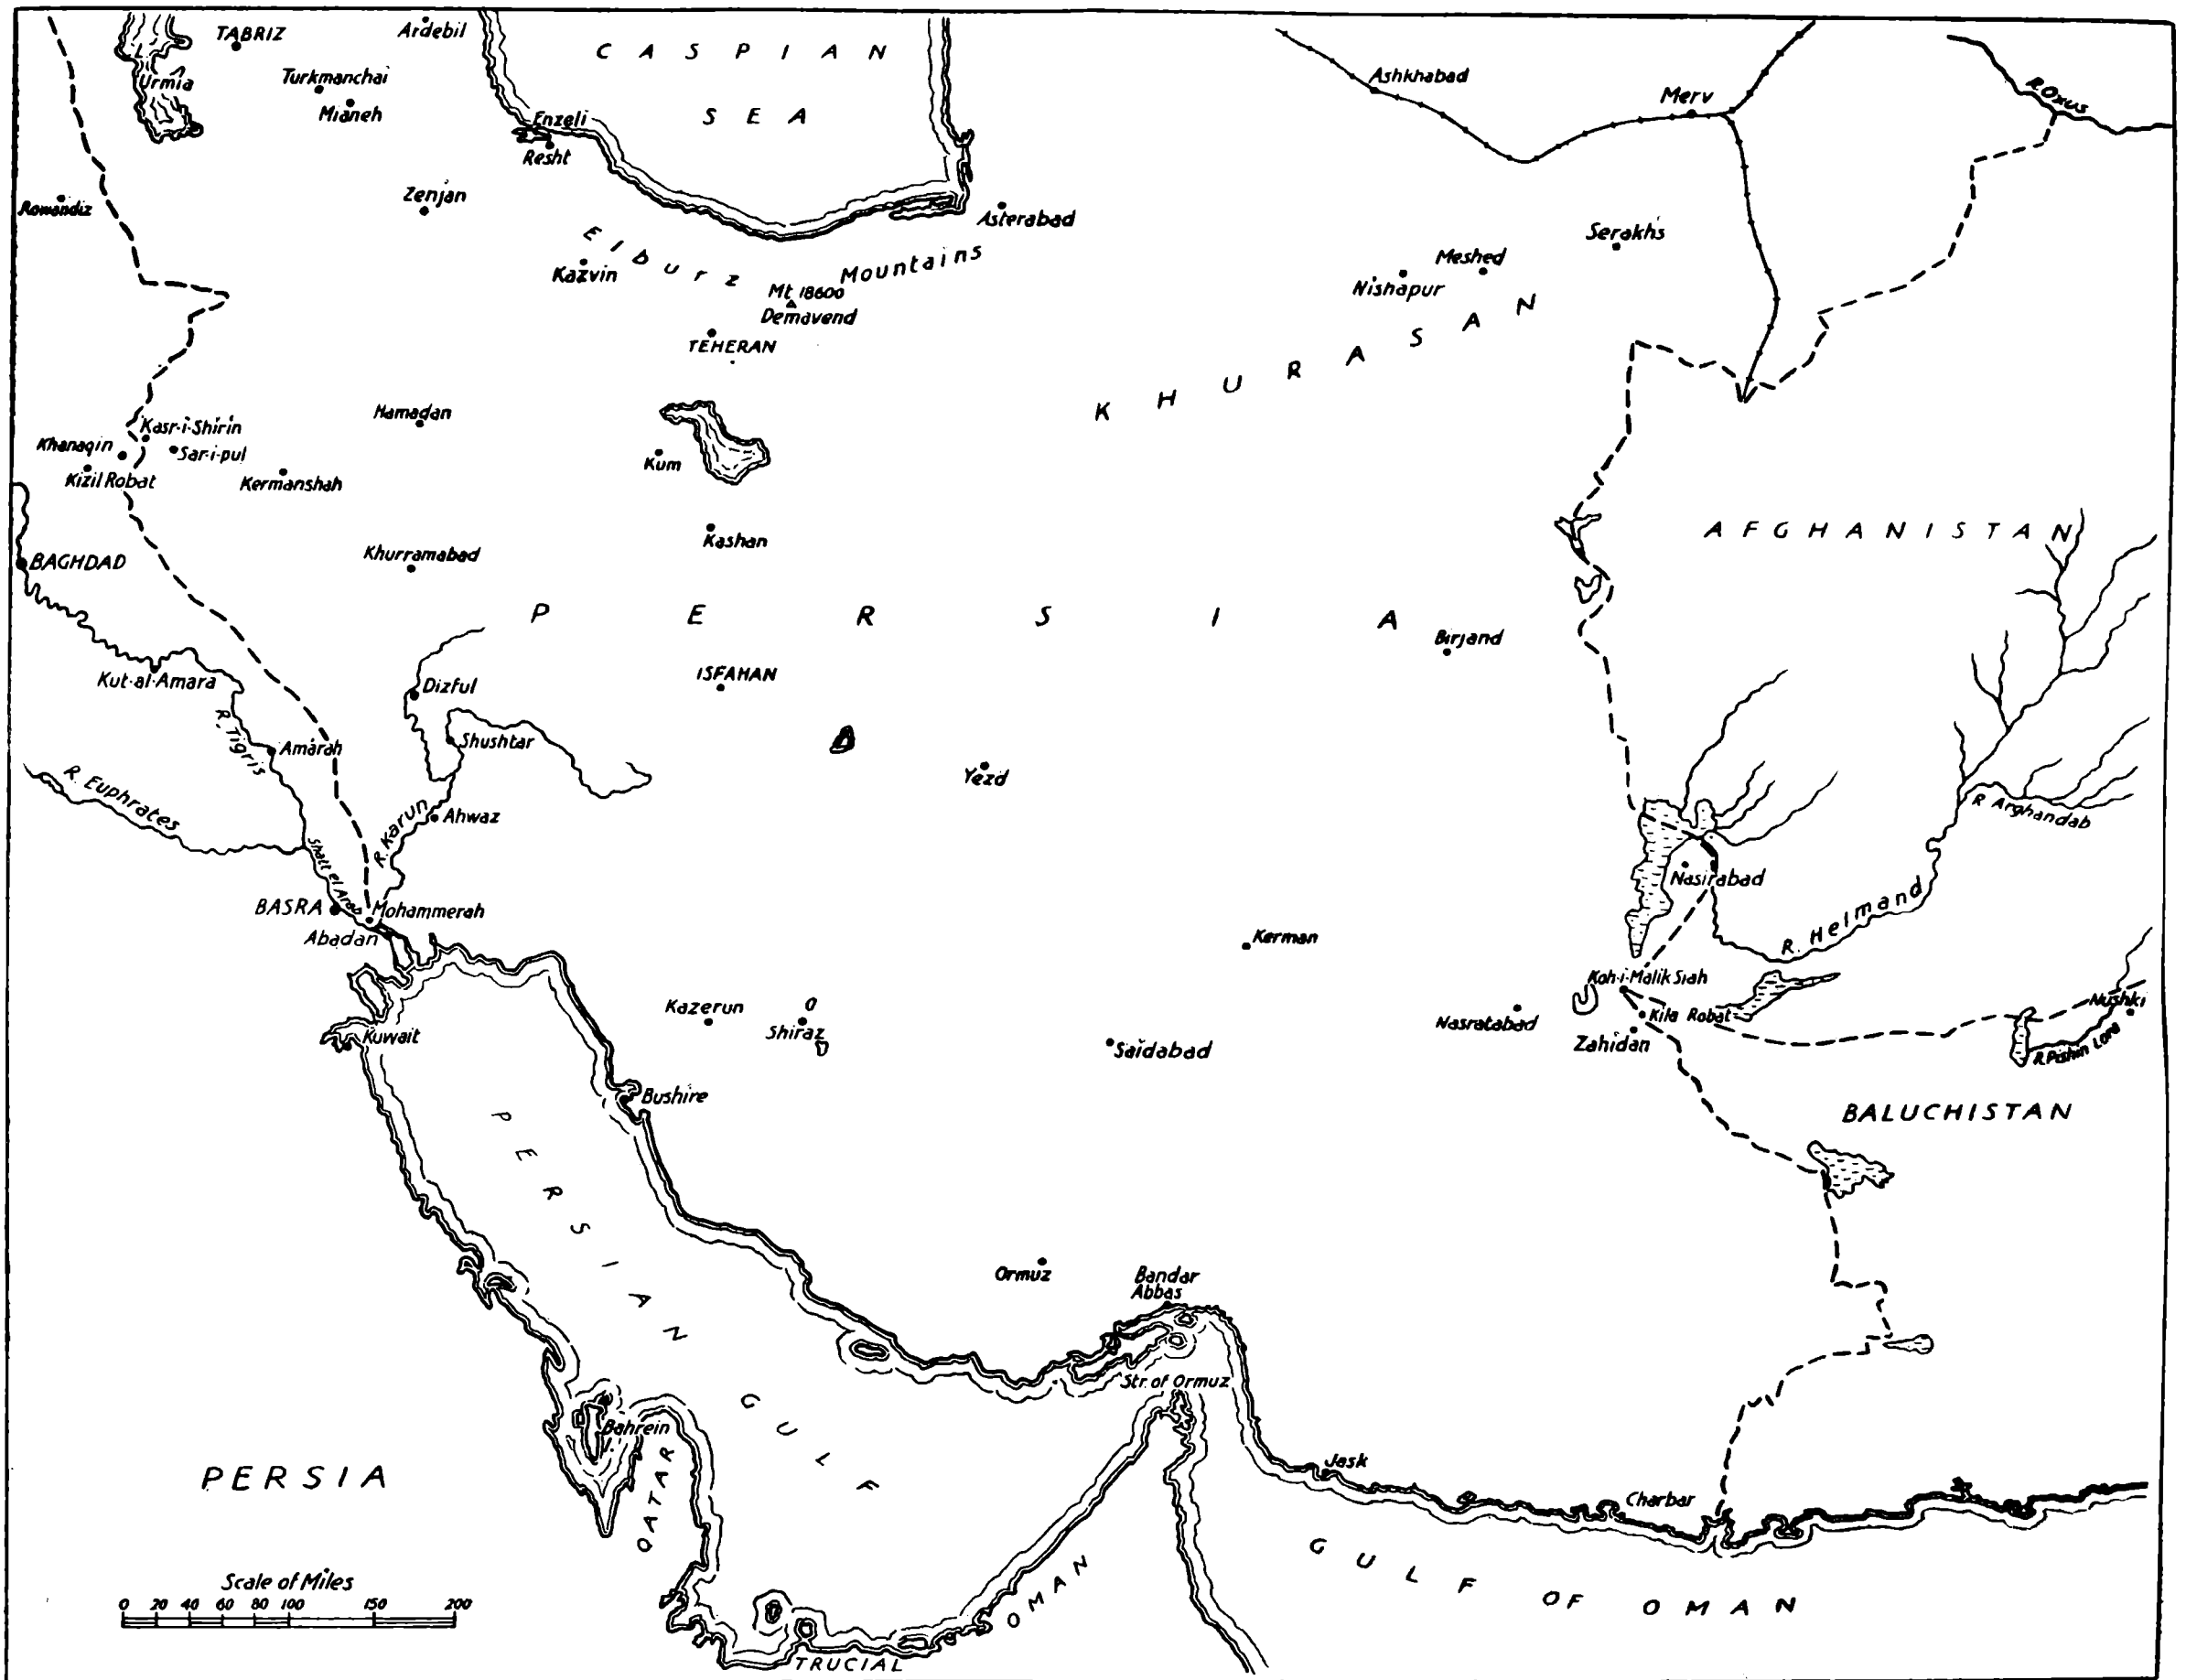 TABRIZ
Ardebil
CASPIAN
SEA
Urmia
Turkmanchai
Mianeh
Enzeli
Resht
Ashkhabad
Merv
R.Oxus
Rowandiz
Zenjan
Asterabad
Serakhs
Elburz Mountains
Kazvin
Mt 18600
Demavend
Meshed
Nishapur
TEHERAN
KHURASAN
Hamadan
Kasr-i-Shirin
Khanaqin
Sar-i-pul
Kizil Robat
Kermanshah
Kum
Kashan
AFGHANISTAN
BAGHDAD
Khurramabad
PERSIA
Birjand
Kut-al-Amara
Dizful
ISFAHAN
R. Tigris
Amarah
Shushtar
R. Euphrates
Yezd
R. Karun
Ahwaz
R Arghandab
Shatt el Arab
Nasirabad
BASRA
Mohammerah
Abadan
Kerman
R. Helmand
Koh-i-Malik Siah
Kazerun
Shiraz
Nasratabad
Kila Robat
Nushki
Kuwait
Saidabad
Zahidan
R. Pishin Lora
Bushire
BALUCHISTAN
PERSIAN GULF
Ormuz
Bandar
Abbas
Str. of Ormuz
Bahrein
I.
QATAR
PERSIA
Jask
Charbar
GULF OF OMAN
OMAN
Scale of Miles
0 20 40 60 80 100 150 200
TRUCIAL